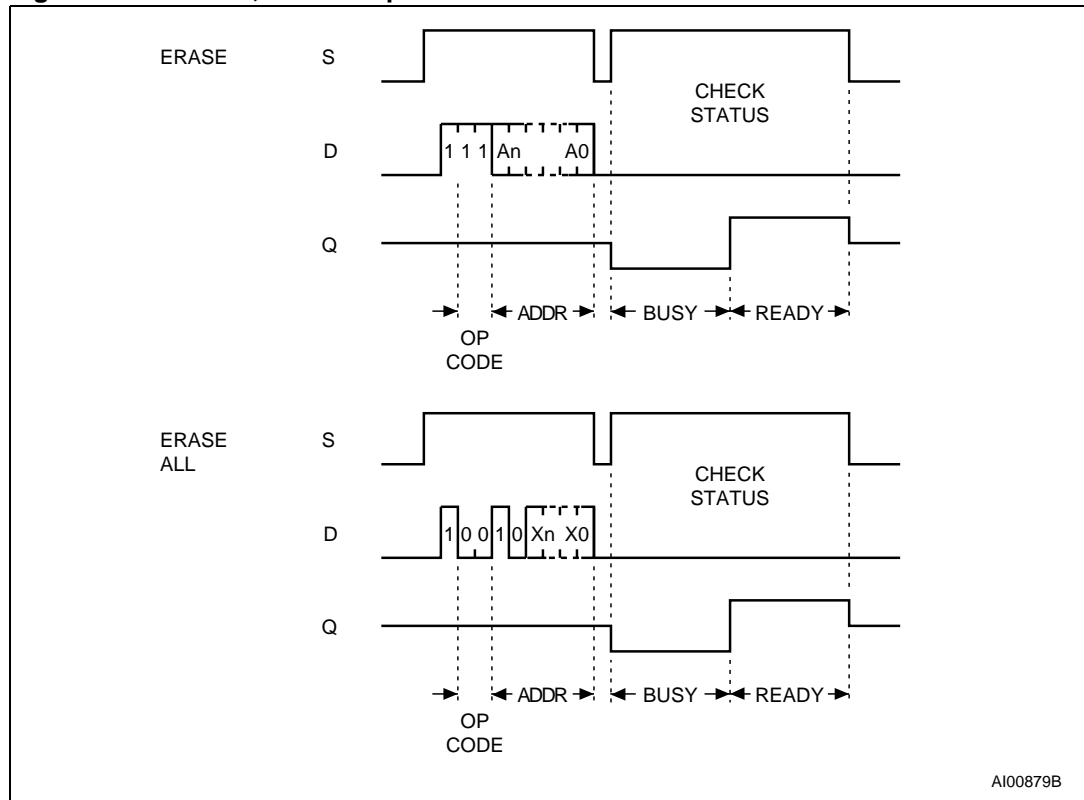 ERASE S
CHECK
STATUS
D 1 1 1 An A0
Q
ADDR BUSY READY
OP
CODE
ERASE
ALL S
CHECK
STATUS
D 1 0 0 1 0 Xn X0
Q
ADDR BUSY READY
OP
CODE
AI00879B